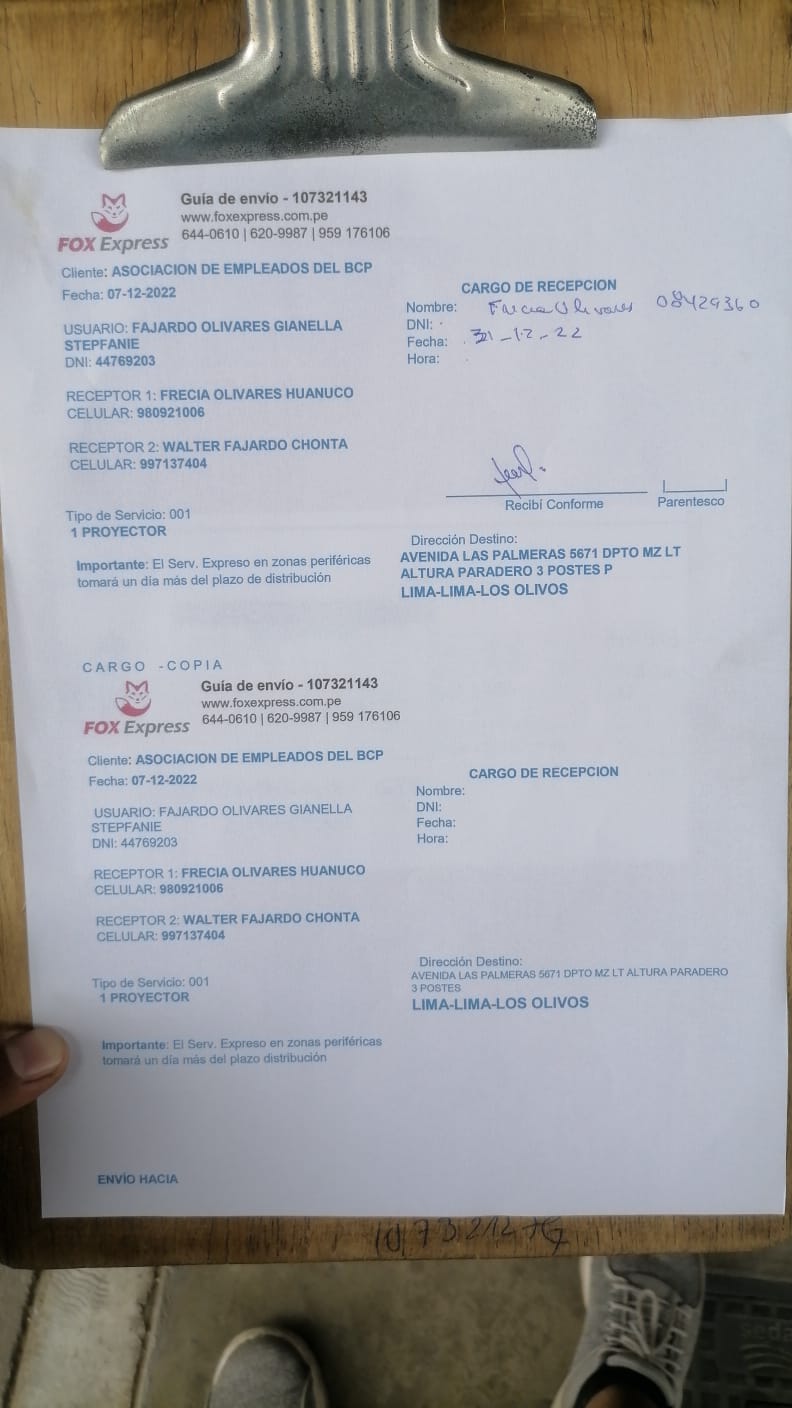 Guía de envío - 107321143
www.foxexpress.com.pe
644-0610 | 620-9987 | 959 176106
FOX Express
Cliente: ASOCIACION DE EMPLEADOS DEL BCP
Fecha: 07-12-2022
USUARIO: FAJARDO OLIVARES GIANELLA
STEPFANIE
DNI: 44769203
RECEPTOR 1: FRECIA OLIVARES HUANUCO
CELULAR: 980921006
RECEPTOR 2: WALTER FAJARDO CHONTA
CELULAR: 997137404
CARGO DE RECEPCION
Nombre: Frecia Olivares 08429360
DNI:
Fecha: 31-12-22
Hora:
Recibí Conforme
Parentesco
Tipo de Servicio: 001
1 PROYECTOR
Importante: El Serv. Expreso en zonas periféricas
tomará un día más del plazo de distribución
Dirección Destino:
AVENIDA LAS PALMERAS 5671 DPTO MZ LT
ALTURA PARADERO 3 POSTES P
LIMA-LIMA-LOS OLIVOS
CARGO -COPIA
Guía de envío - 107321143
www.foxexpress.com.pe
644-0610 | 620-9987 | 959 176106
FOX Express
Cliente: ASOCIACION DE EMPLEADOS DEL BCP
Fecha: 07-12-2022
USUARIO: FAJARDO OLIVARES GIANELLA
STEPFANIE
DNI: 44769203
RECEPTOR 1: FRECIA OLIVARES HUANUCO
CELULAR: 980921006
RECEPTOR 2: WALTER FAJARDO CHONTA
CELULAR: 997137404
CARGO DE RECEPCION
Nombre:
DNI:
Fecha:
Hora:
Tipo de Servicio: 001
1 PROYECTOR
Importante: El Serv. Expreso en zonas periféricas
tomará un día más del plazo distribución
Dirección Destino:
AVENIDA LAS PALMERAS 5671 DPTO MZ LT ALTURA PARADERO
3 POSTES
LIMA-LIMA-LOS OLIVOS
ENVÍO HACIA